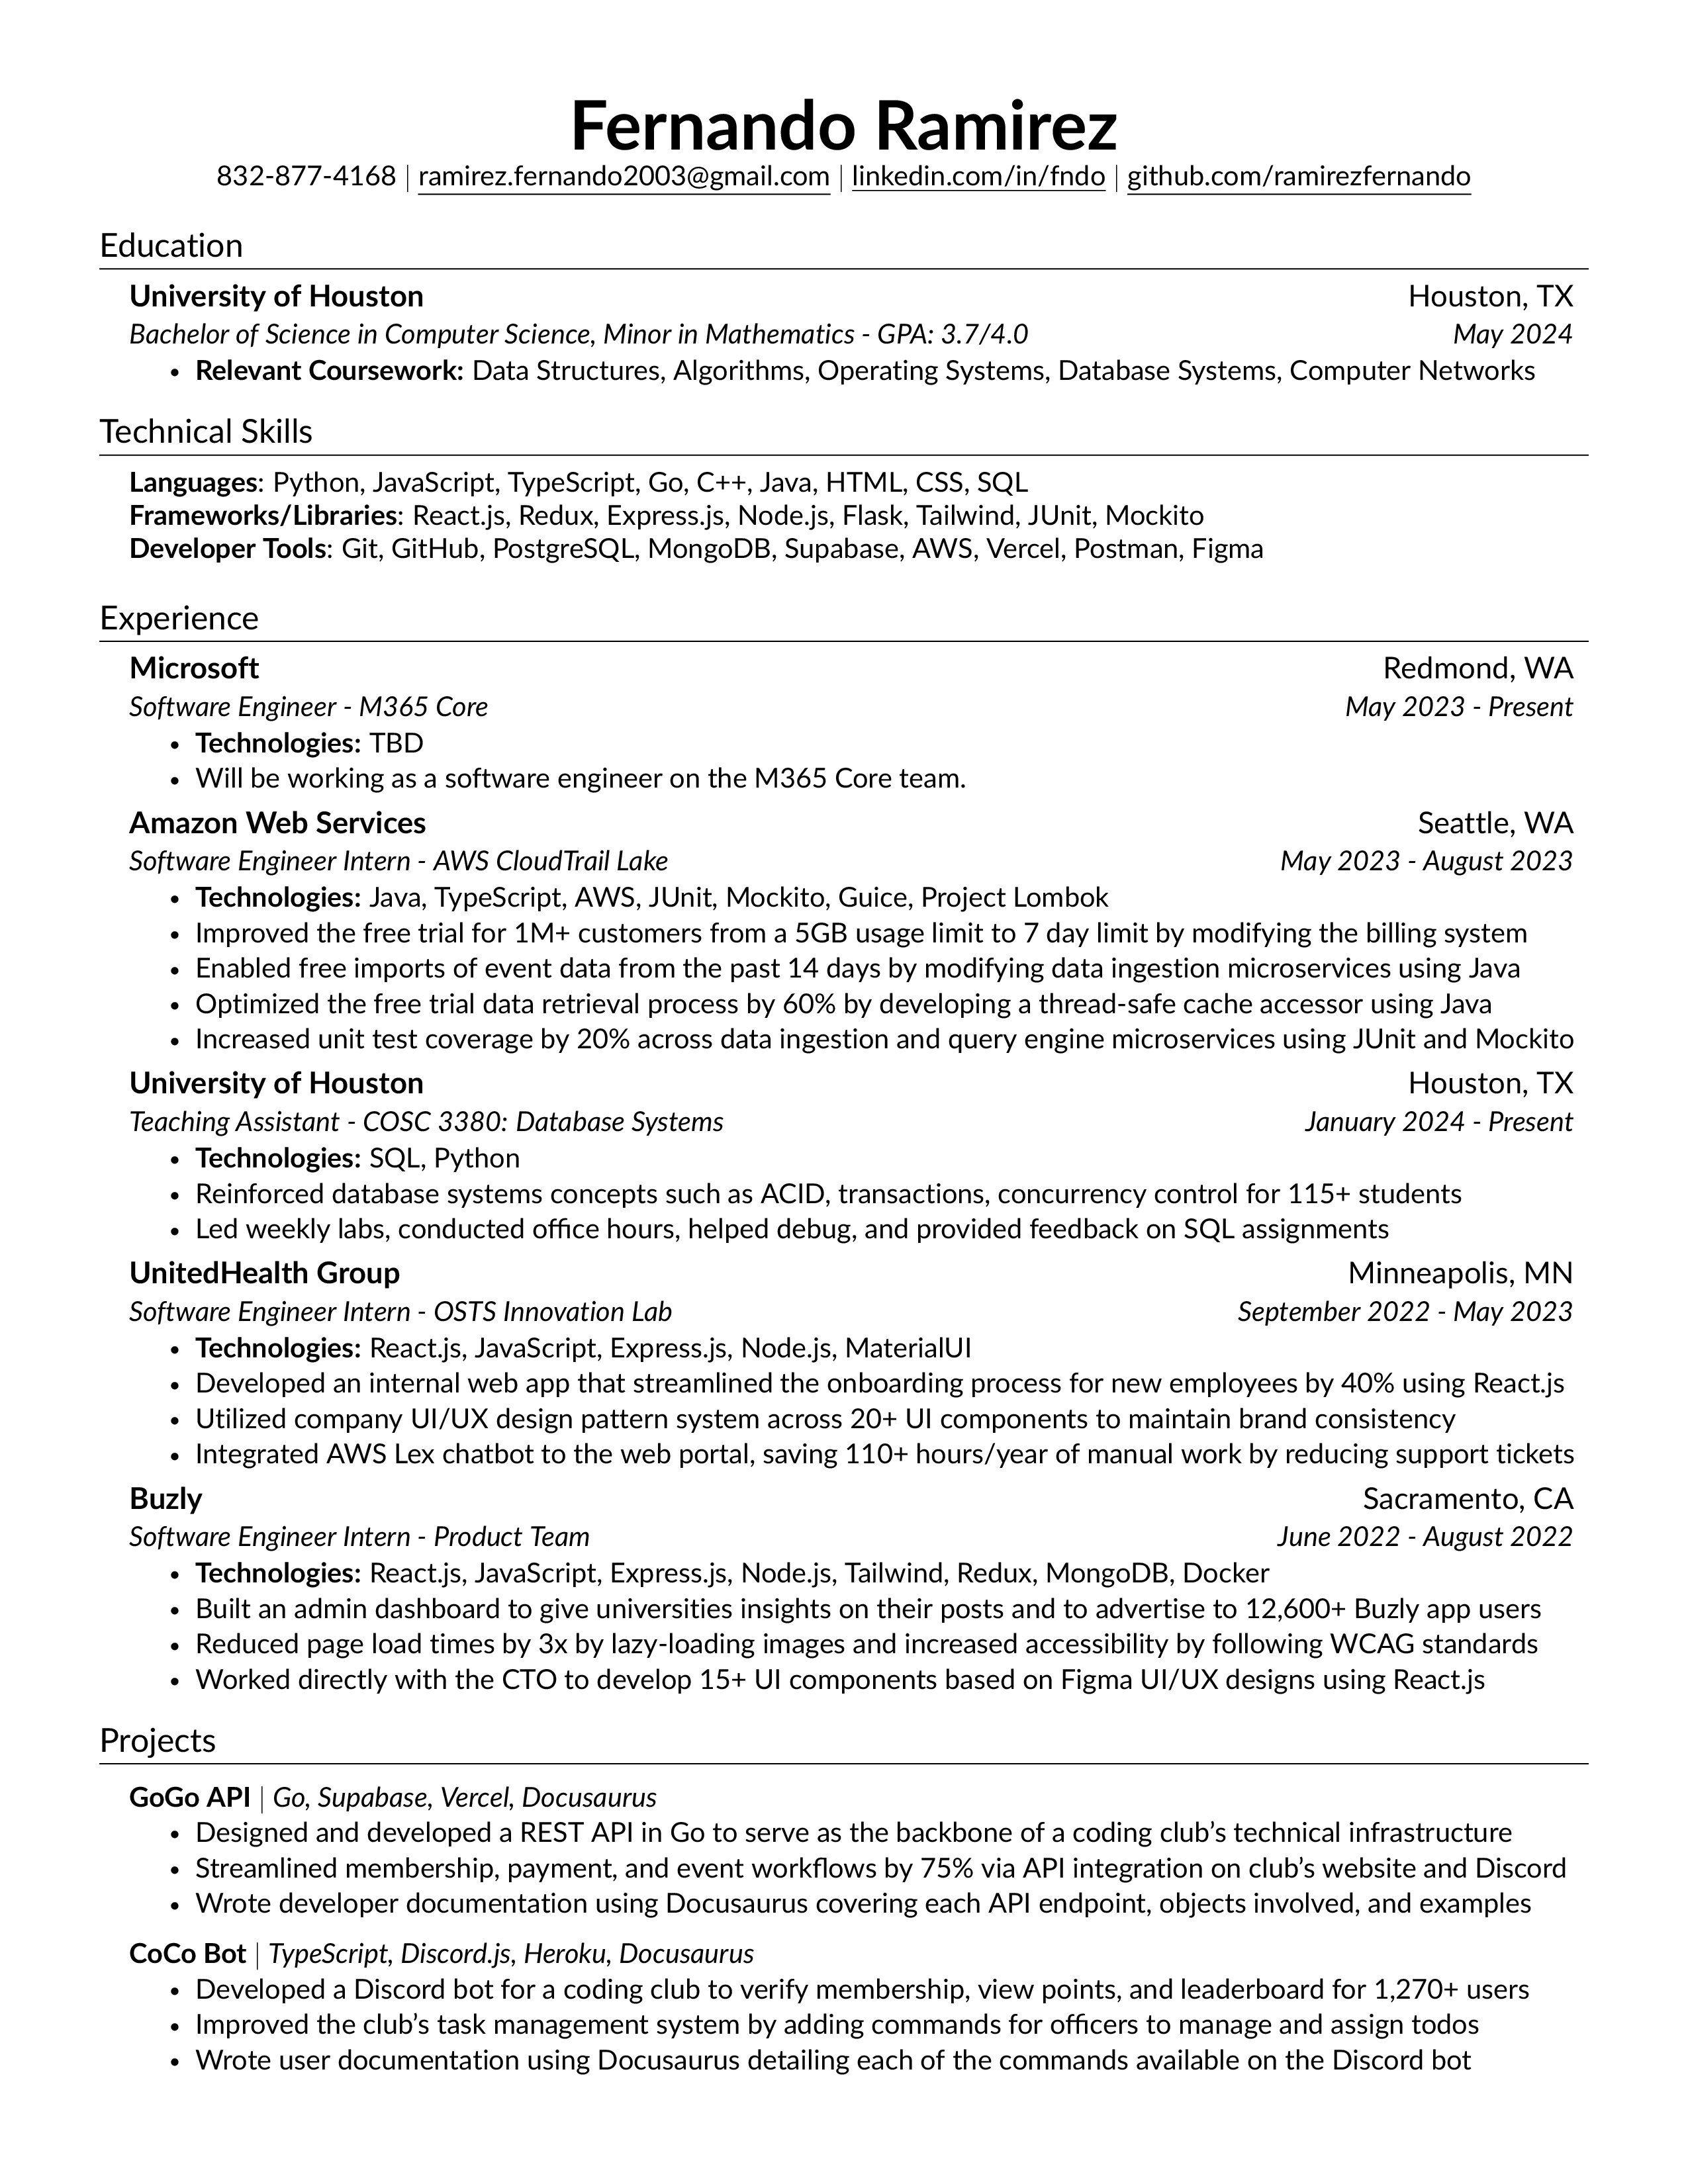 Fernando Ramirez
832-877-4168 | ramirez.fernando2003@gmail.com | linkedin.com/in/fndo | github.com/ramirezfernando
Education
University of Houston Houston, TX
Bachelor of Science in Computer Science, Minor in Mathematics - GPA: 3.7/4.0 May 2024
• Relevant Coursework: Data Structures, Algorithms, Operating Systems, Database Systems, Computer Networks
Technical Skills
Languages: Python, JavaScript, TypeScript, Go, C++, Java, HTML, CSS, SQL
Frameworks/Libraries: React.js, Redux, Express.js, Node.js, Flask, Tailwind, JUnit, Mockito
Developer Tools: Git, GitHub, PostgreSQL, MongoDB, Supabase, AWS, Vercel, Postman, Figma
Experience
Microsoft Redmond, WA
Software Engineer - M365 Core May 2023 - Present
• Technologies: TBD
• Will be working as a software engineer on the M365 Core team.
Amazon Web Services Seattle, WA
Software Engineer Intern - AWS CloudTrail Lake May 2023 - August 2023
• Technologies: Java, TypeScript, AWS, JUnit, Mockito, Guice, Project Lombok
• Improved the free trial for 1M+ customers from a 5GB usage limit to 7 day limit by modifying the billing system
• Enabled free imports of event data from the past 14 days by modifying data ingestion microservices using Java
• Optimized the free trial data retrieval process by 60% by developing a thread-safe cache accessor using Java
• Increased unit test coverage by 20% across data ingestion and query engine microservices using JUnit and Mockito
University of Houston Houston, TX
Teaching Assistant - COSC 3380: Database Systems January 2024 - Present
• Technologies: SQL, Python
• Reinforced database systems concepts such as ACID, transactions, concurrency control for 115+ students
• Led weekly labs, conducted office hours, helped debug, and provided feedback on SQL assignments
UnitedHealth Group Minneapolis, MN
Software Engineer Intern - OSTS Innovation Lab September 2022 - May 2023
• Technologies: React.js, JavaScript, Express.js, Node.js, MaterialUI
• Developed an internal web app that streamlined the onboarding process for new employees by 40% using React.js
• Utilized company UI/UX design pattern system across 20+ UI components to maintain brand consistency
• Integrated AWS Lex chatbot to the web portal, saving 110+ hours/year of manual work by reducing support tickets
Buzly Sacramento, CA
Software Engineer Intern - Product Team June 2022 - August 2022
• Technologies: React.js, JavaScript, Express.js, Node.js, Tailwind, Redux, MongoDB, Docker
• Built an admin dashboard to give universities insights on their posts and to advertise to 12,600+ Buzly app users
• Reduced page load times by 3x by lazy-loading images and increased accessibility by following WCAG standards
• Worked directly with the CTO to develop 15+ UI components based on Figma UI/UX designs using React.js
Projects
GoGo API | Go, Supabase, Vercel, Docusaurus
• Designed and developed a REST API in Go to serve as the backbone of a coding club’s technical infrastructure
• Streamlined membership, payment, and event workflows by 75% via API integration on club’s website and Discord
• Wrote developer documentation using Docusaurus covering each API endpoint, objects involved, and examples
CoCo Bot | TypeScript, Discord.js, Heroku, Docusaurus
• Developed a Discord bot for a coding club to verify membership, view points, and leaderboard for 1,270+ users
• Improved the club’s task management system by adding commands for officers to manage and assign todos
• Wrote user documentation using Docusaurus detailing each of the commands available on the Discord bot